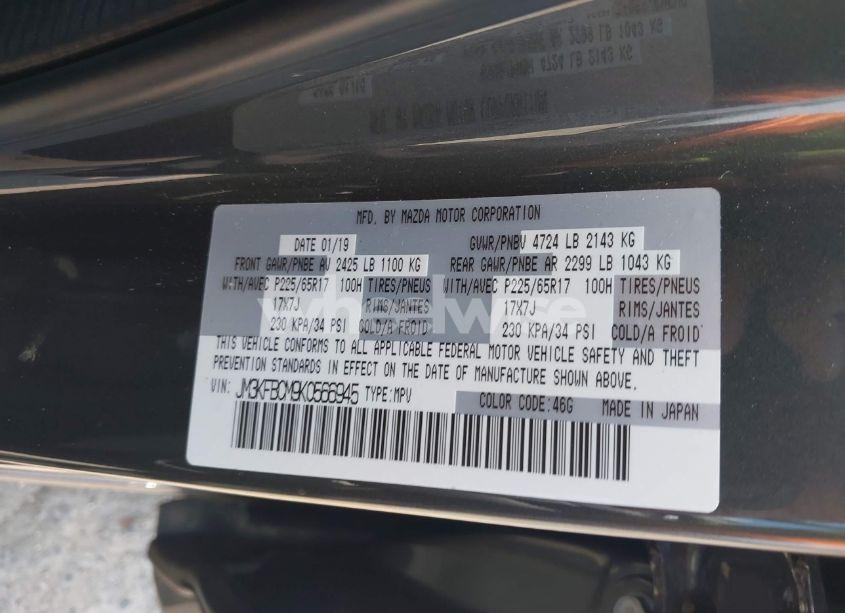 MFD. BY MAZDA MOTOR CORPORATION
DATE 01/19 GVWR/PNBV 4724 LB 2143 KG
FRONT GAWR/PNBE AV 2425 LB 1100 KG REAR GAWR/PNBE AR 2299 LB 1043 KG
WITH/AVEC P225/65R17 100H TIRES/PNEUS WITH/AVEC P225/65R17 100H TIRES/PNEUS
17X7J RIMS/JANTES 17X7J RIMS/JANTES
230 KPA/34 PSI COLD/A FROID 230 KPA/34 PSI COLD/A FROID
THIS VEHICLE CONFORMS TO ALL APPLICABLE FEDERAL MOTOR VEHICLE SAFETY AND THEFT
PREVENTION STANDARDS IN EFFECT ON THE DATE OF MANUFACTURE SHOWN ABOVE.
VIN: JM3KFBCM9K0566945 TYPE:MPV
COLOR CODE:46G MADE IN JAPAN